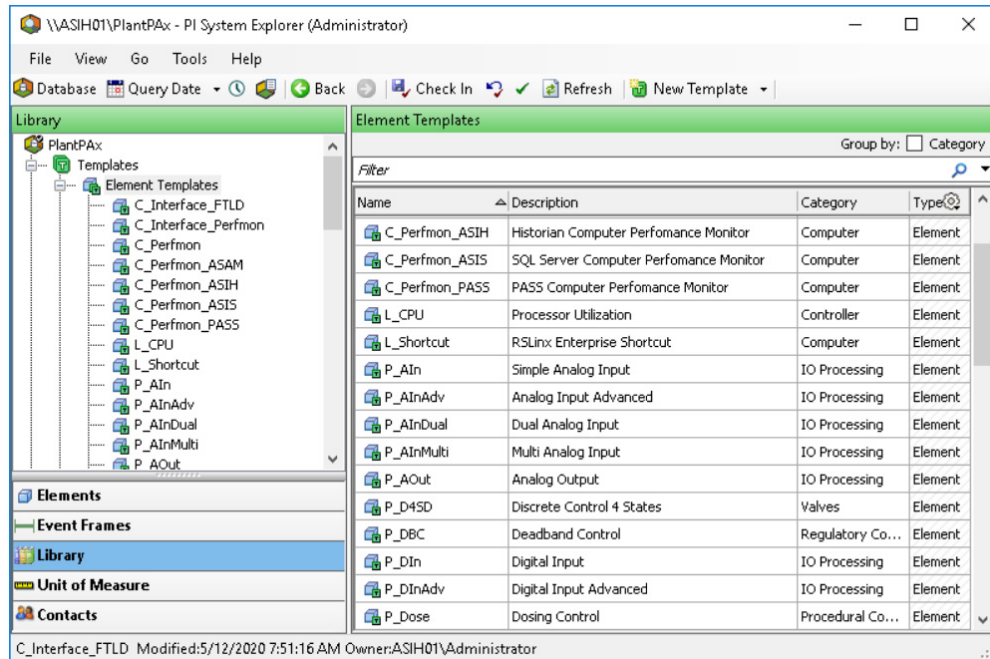 \\ASIH01\PlantPAx - PI System Explorer (Administrator)
File View Go Tools Help
Database Query Date Back Check In Refresh New Template
Library
PlantPAx
Templates
Element Templates
C_Interface_FTLD
C_Interface_Perfmon
C_Perfmon
C_Perfmon_ASAM
C_Perfmon_ASIH
C_Perfmon_ASIS
C_Perfmon_PASS
L_CPU
L_Shortcut
P_AIn
P_AInAdv
P_AInDual
P_AInMulti
P_AOut
Elements
Event Frames
Library
Unit of Measure
Contacts
Element Templates
Group by: Category
Filter
Name Description Category Type
C_Perfmon_ASIH Historian Computer Perfomance Monitor Computer Element
C_Perfmon_ASIS SQL Server Computer Perfomance Monitor Computer Element
C_Perfmon_PASS PASS Computer Perfomance Monitor Computer Element
L_CPU Processor Utilization Controller Element
L_Shortcut RSLinx Enterprise Shortcut Computer Element
P_AIn Simple Analog Input IO Processing Element
P_AInAdv Analog Input Advanced IO Processing Element
P_AInDual Dual Analog Input IO Processing Element
P_AInMulti Multi Analog Input IO Processing Element
P_AOut Analog Output IO Processing Element
P_D4SD Discrete Control 4 States Valves Element
P_DBC Deadband Control Regulatory Co... Element
P_DIn Digital Input IO Processing Element
P_DInAdv Digital Input Advanced IO Processing Element
P_Dose Dosing Control Procedural Co... Element
C_Interface_FTLD Modified:5/12/2020 7:51:16 AM Owner:ASIH01\Administrator